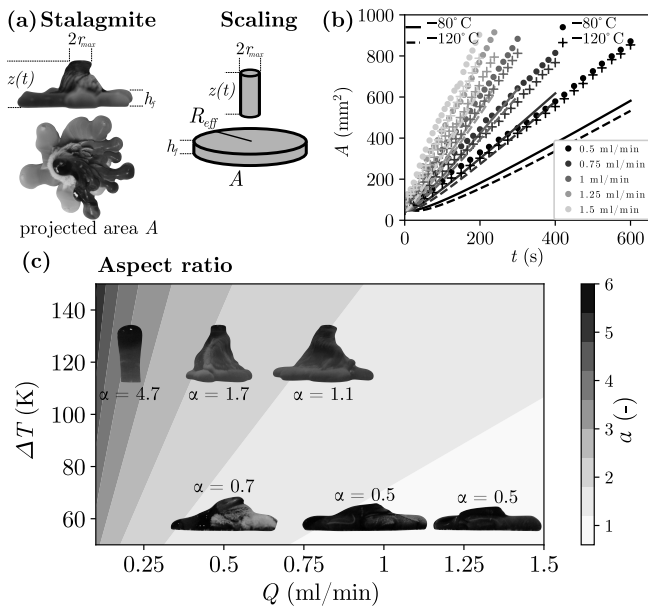 (a) Stalagmite
Scaling
2r_max
z(t)
h_f
projected area A
2r_max
z(t)
R_eff
h_f
A
(b)
1000
800
600
400
200
0
A (mm²)
−80°C
−120°C
−80°C
−120°C
0.5 ml/min
0.75 ml/min
1 ml/min
1.25 ml/min
1.5 ml/min
0 200 400 600
t (s)
(c) Aspect ratio
140
120
100
80
60
ΔT (K)
α = 4.7
α = 1.7
α = 1.1
α = 0.7
α = 0.5
α = 0.5
0.25 0.5 0.75 1 1.25 1.5
Q (ml/min)
6
5
4
3
2
1
a (-)